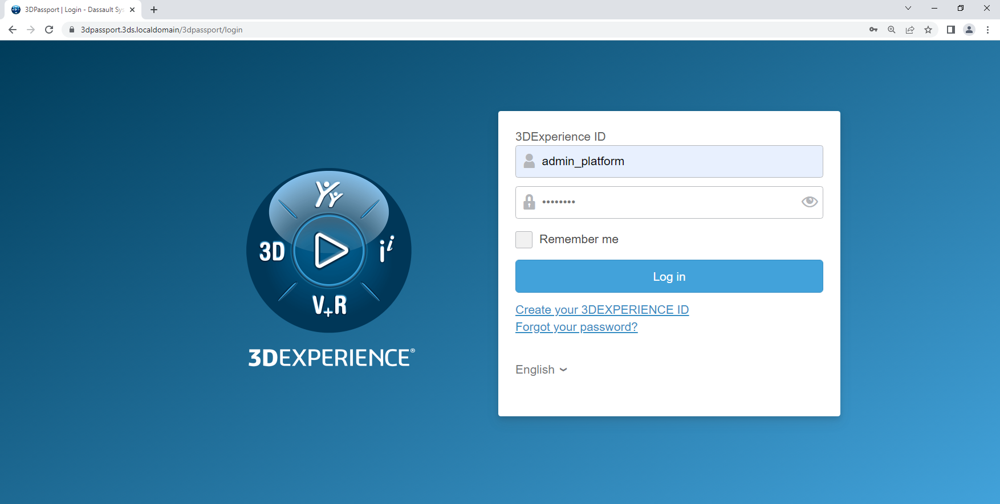 3DPassport | Login - Dassault Sys
3dpassport.3ds.localdomain/3dpassport/login
3DExperience ID
admin_platform
••••••••
Remember me
Log in
Create your 3DEXPERIENCE ID
Forgot your password?
English
3D
i i
V+R
3DEXPERIENCE®